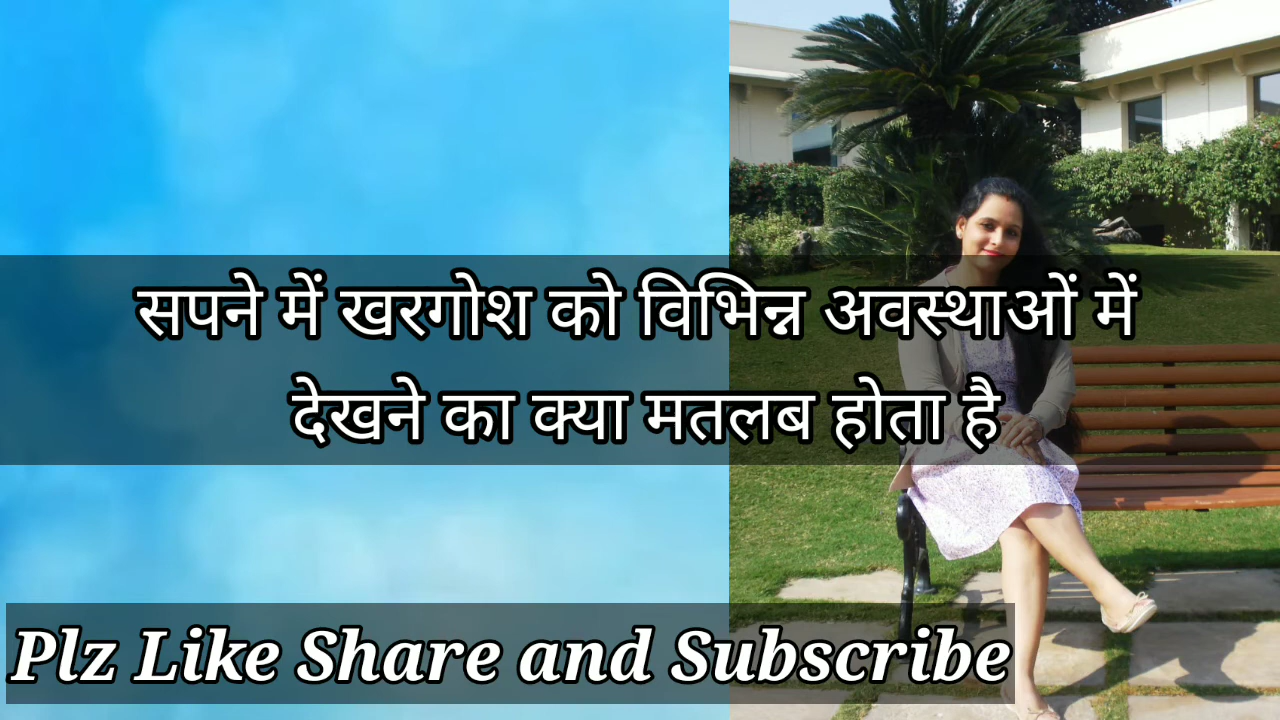 सपने में खरगोश को विभिन्न अवस्थाओं में
देखने का क्या मतलब होता है
Plz Like Share and Subscribe